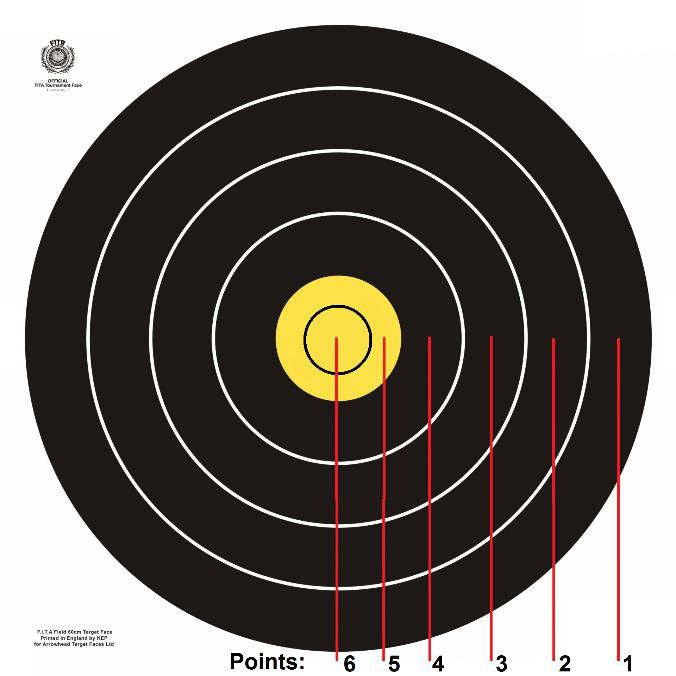 FITA
OFFICIAL
FITA Tournament Face
F.I.T.A Field 60cm Target Face
Printed in England by KEP
for Arrowhead Target Faces Ltd
Points: 6 5 4 3 2 1